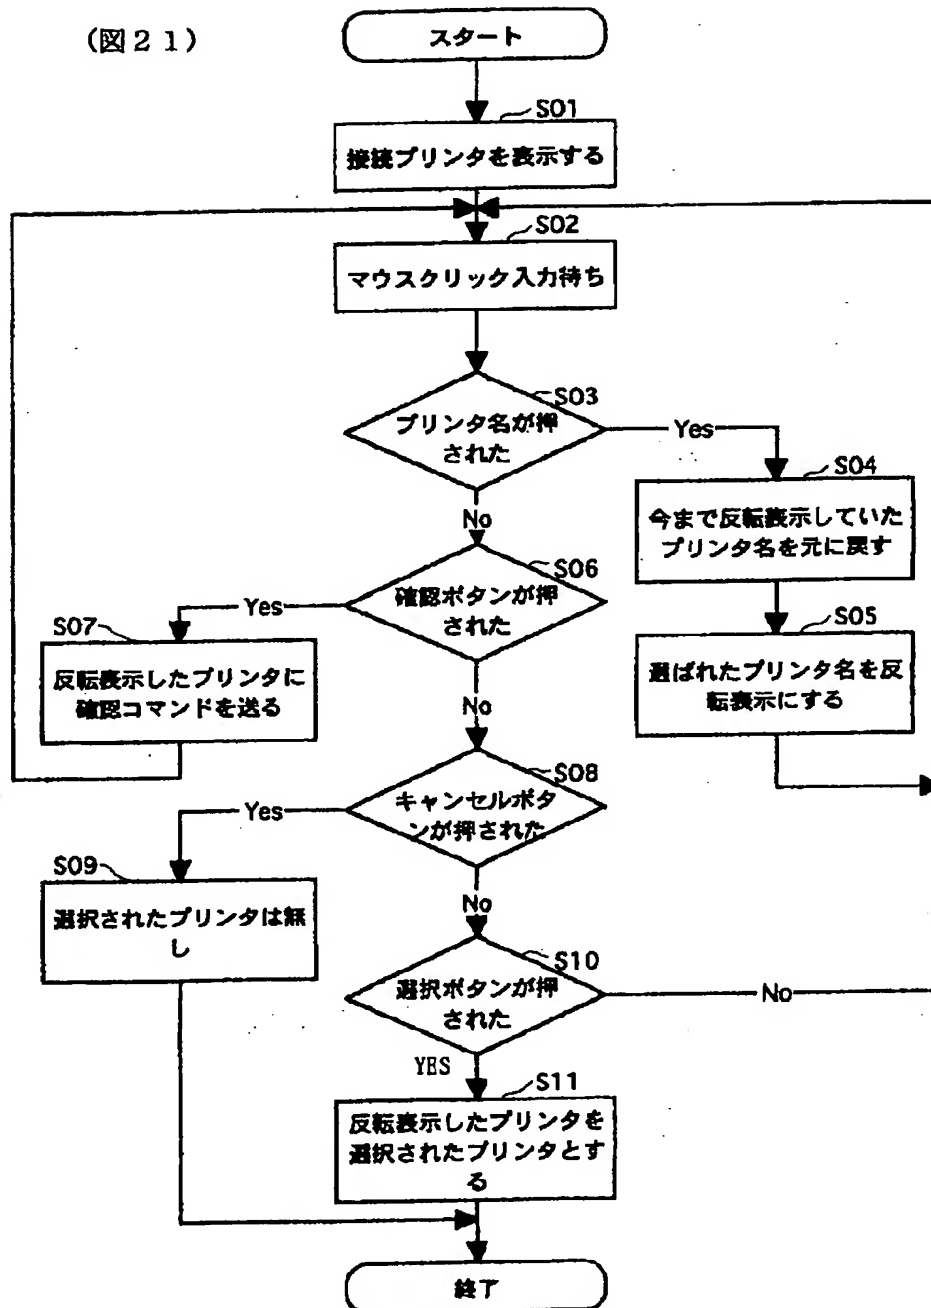 (図21)
スタート
S01
接続プリンタを表示する
S02
マウスクリック入力待ち
S03
プリンタ名が押
された
Yes
No
S04
今まで反転表示していた
プリンタ名を元に戻す
S05
選ばれたプリンタ名を反
転表示にする
S06
確認ボタンが押
された
Yes
No
S07
反転表示したプリンタに
確認コマンドを送る
S08
キャンセルボタ
ンが押された
Yes
No
S09
選択されたプリンタは無
し
S10
選択ボタンが押
された
No
YES
S11
反転表示したプリンタを
選択されたプリンタとす
る
終了